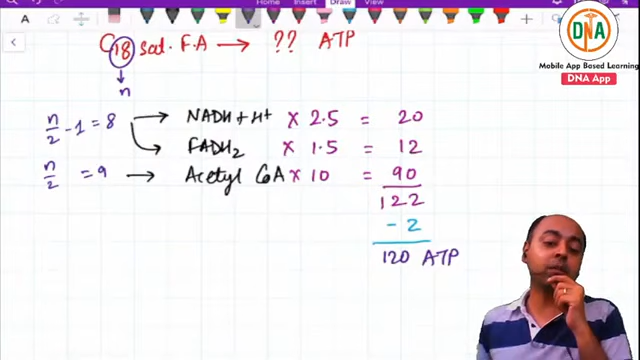 Home Insert Draw View
DNA
Mobile App Based Learning
DNA App
C18 sat. F.A → ?? ATP
n
n/2 - 1 = 8 → NADH + H+ × 2.5 = 20
FADH2 × 1.5 = 12
n/2 = 9 → Acetyl CoA × 10 = 90
122
- 2
120 ATP